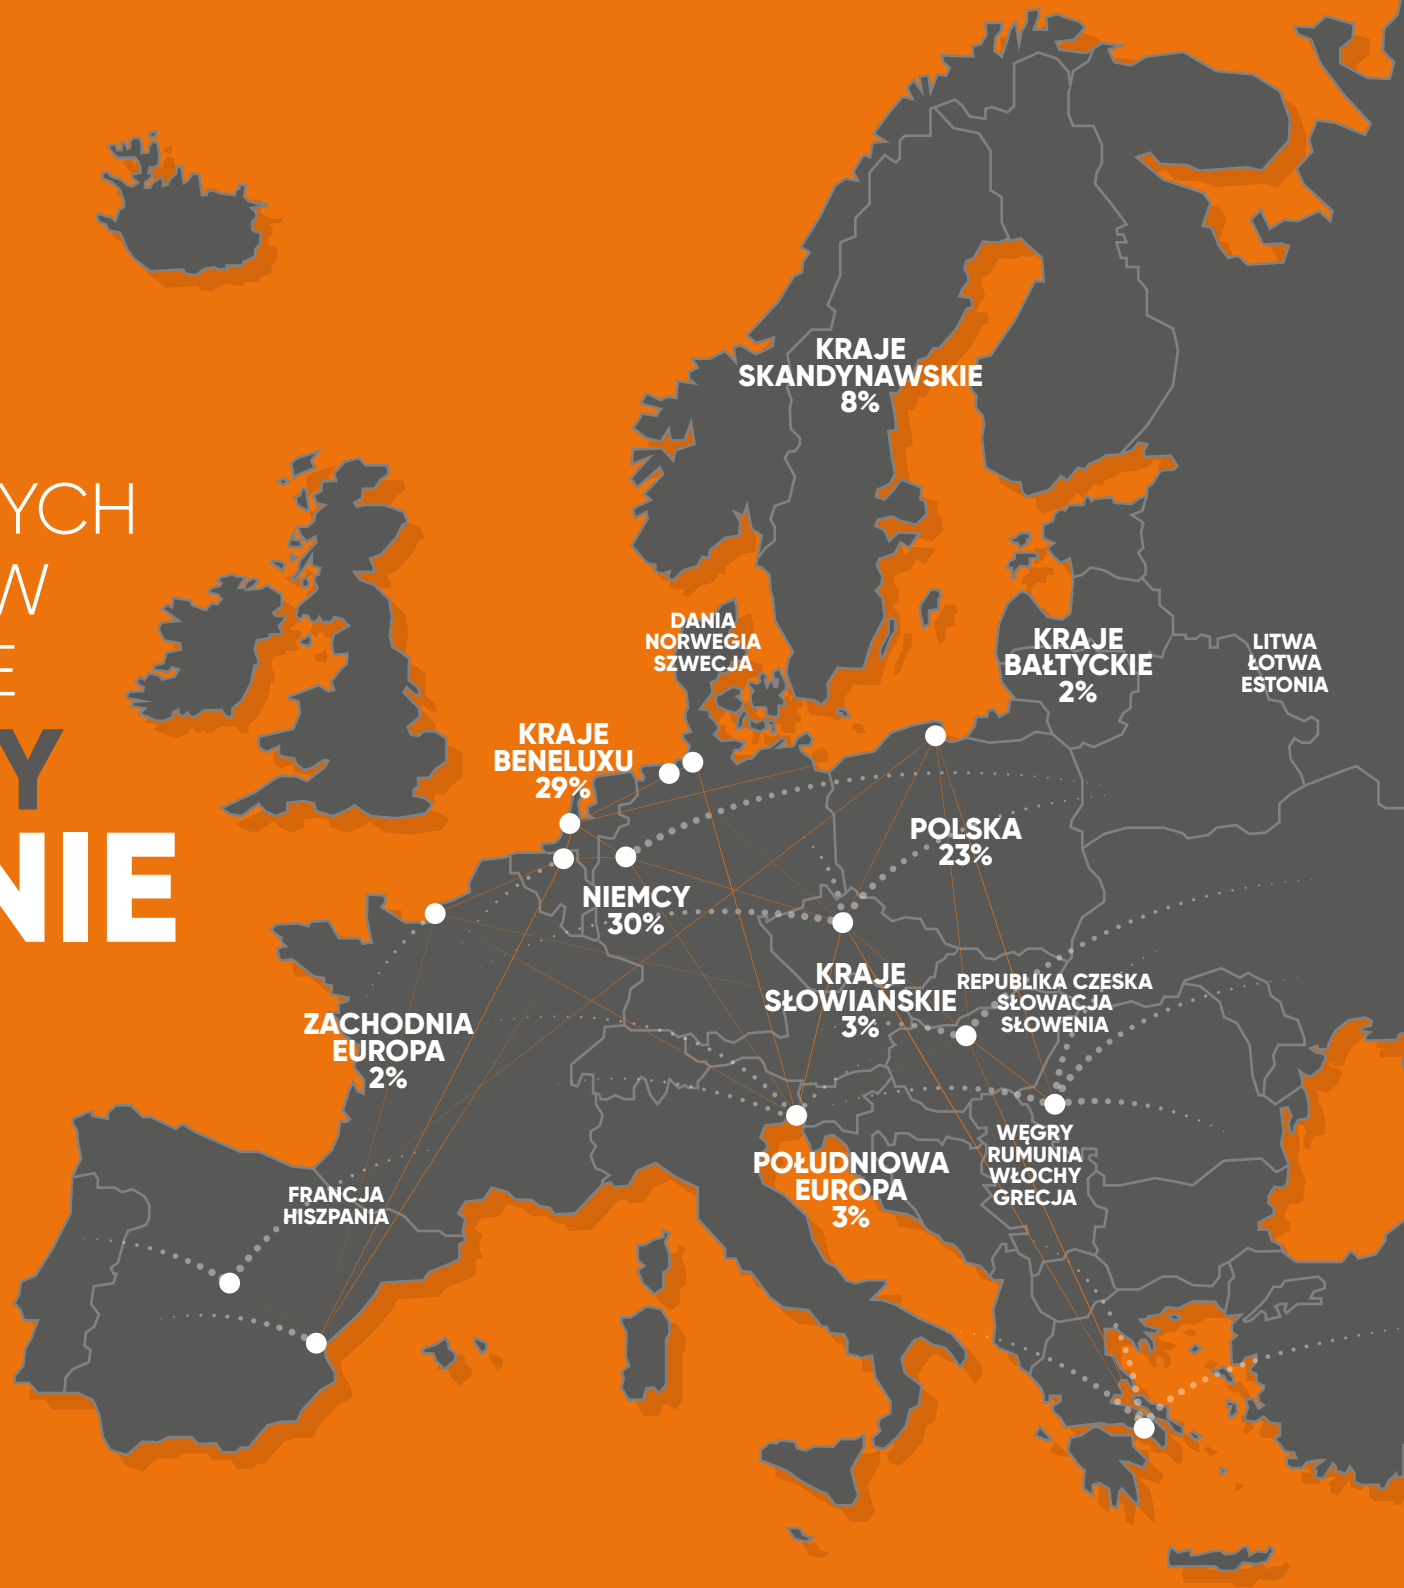 YCH
W
E
Y
NIE
KRAJE
SKANDYNAWSKIE
8%
DANIA
NORWEGIA
SZWECJA
KRAJE
BAŁTYCKIE
2%
LITWA
ŁOTWA
ESTONIA
KRAJE
BENELUXU
29%
POLSKA
23%
NIEMCY
30%
KRAJE
SŁOWIAŃSKIE
3%
REPUBLIKA CZESKA
SŁOWACJA
SŁOWENIA
ZACHODNIA
EUROPA
2%
FRANCJA
HISZPANIA
POŁUDNIOWA
EUROPA
3%
WĘGRY
RUMUNIA
WŁOCHY
GRECJA